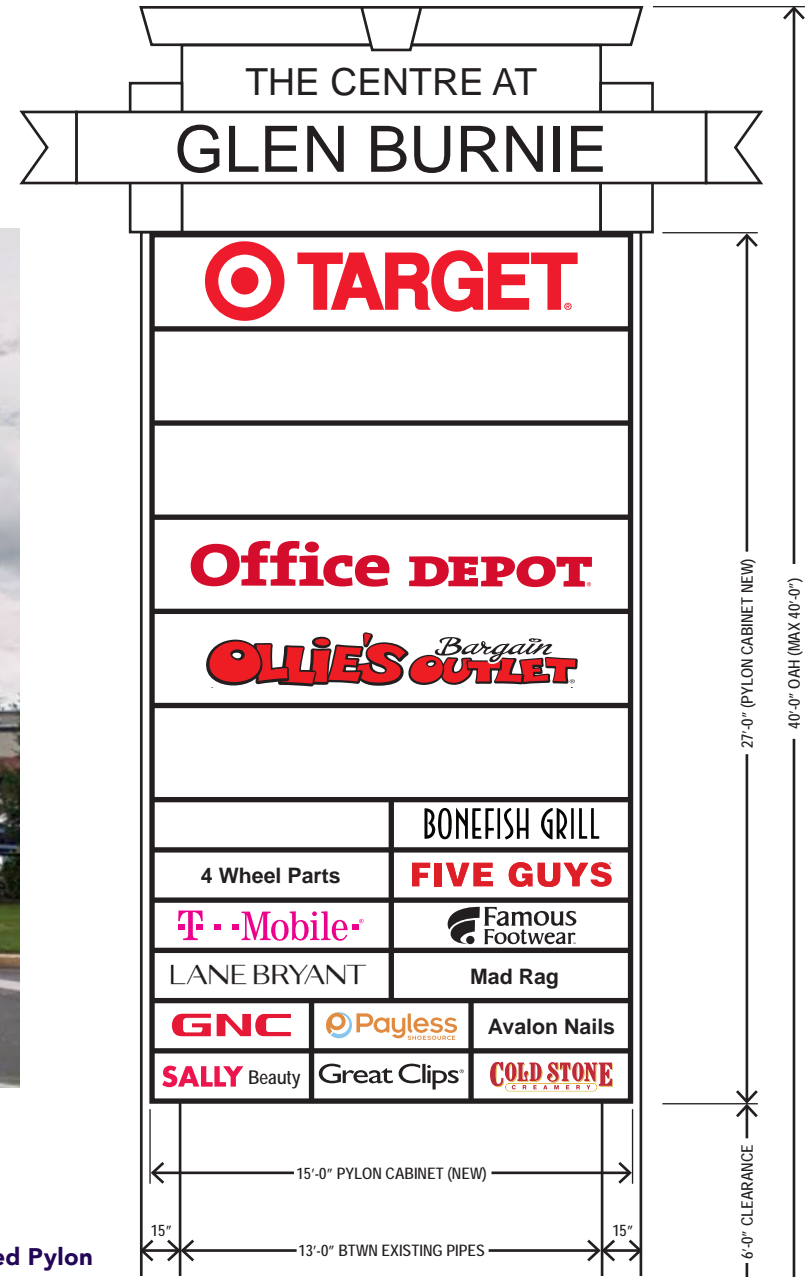 THE CENTRE AT
GLEN BURNIE
TARGET®
Office DEPOT®
OLLIE'S Bargain OUTLET®
BONEFISH GRILL
4 Wheel Parts
FIVE GUYS
T-Mobile®
Famous Footwear®
LANE BRYANT
Mad Rag
GNC
Payless
SHOESOURCE
Avalon Nails
SALLY Beauty
Great Clips®
COLD STONE
CREAMERY
27'-0" (PYLON CABINET NEW)
40'-0" OAH (MAX 40'-0")
15'-0" PYLON CABINET (NEW)
6'-0" CLEARANCE
15"
13'-0" BTWN EXISTING PIPES
15"
ed Pylon